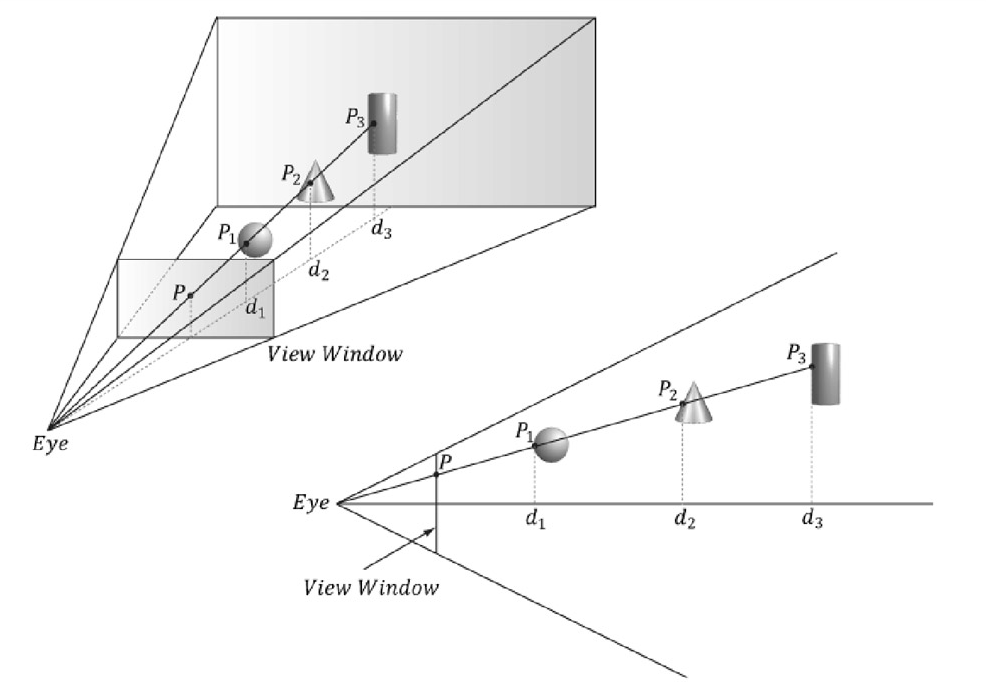 P₃
P₂
P₁
d₃
d₂
P
d₁
View Window
Eye
P₃
P₂
P₁
P
Eye
d₁
d₂
d₃
View Window